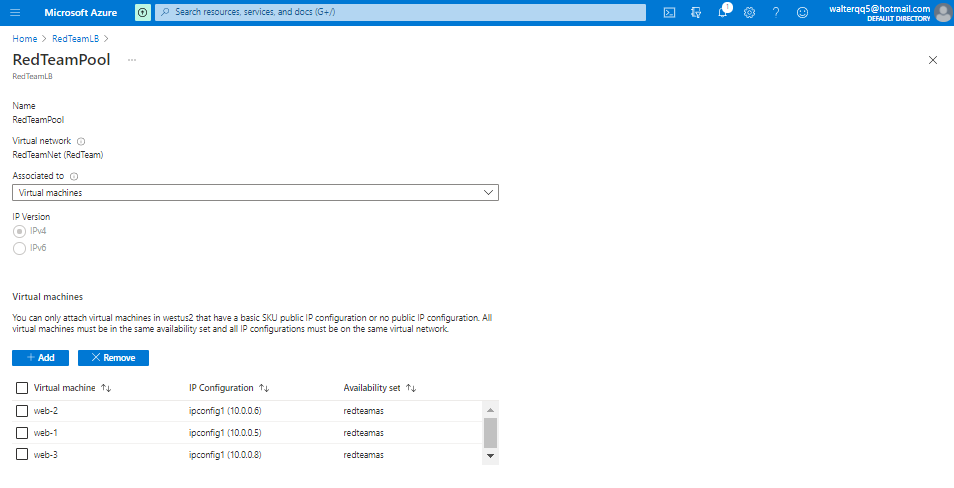 Microsoft Azure
Search resources, services, and docs (G+/)
1
walterqq5@hotmail.com
DEFAULT DIRECTORY
Home > RedTeamLB >
RedTeamPool ...
RedTeamLB
Name
RedTeamPool
Virtual network
RedTeamNet (RedTeam)
Associated to
Virtual machines
IP Version
IPv4
IPv6
Virtual machines
You can only attach virtual machines in westus2 that have a basic SKU public IP configuration or no public IP configuration. All
virtual machines must be in the same availability set and all IP configurations must be on the same virtual network.
+ Add × Remove
Virtual machine ↑↓ IP Configuration ↑↓ Availability set ↑↓
web-2 ipconfig1 (10.0.0.6) redteamas
web-1 ipconfig1 (10.0.0.5) redteamas
web-3 ipconfig1 (10.0.0.8) redteamas